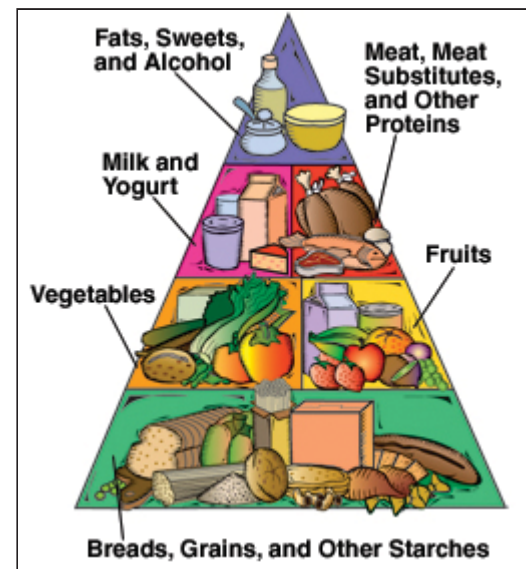 Fats, Sweets,
and Alcohol
Meat, Meat
Substitutes,
and Other
Proteins
Milk and
Yogurt
Fruits
Vegetables
Breads, Grains, and Other Starches